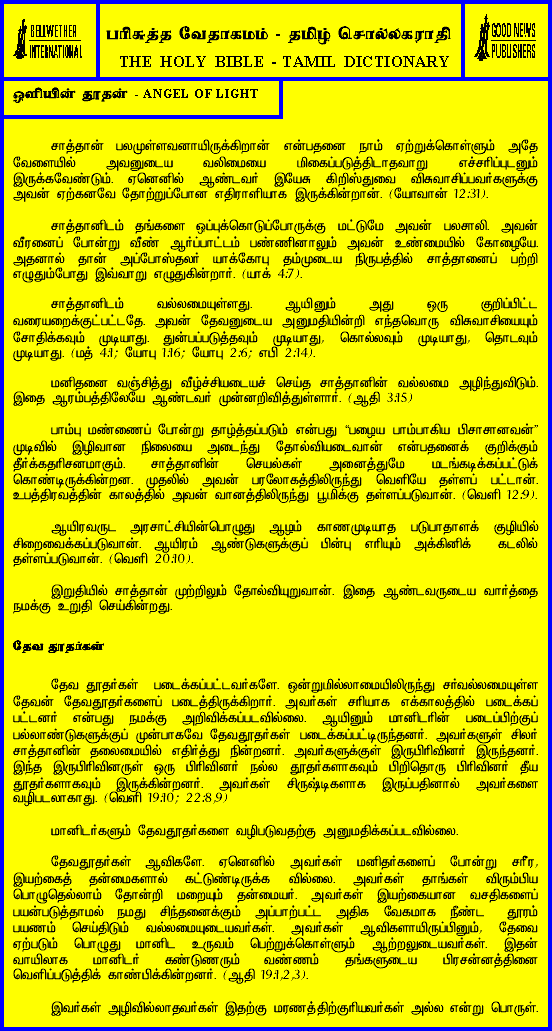 BELLWETHER
INTERNATIONAL
பரிசுத்த வேதாகமம் - தமிழ் சொல்லகராதி
THE HOLY BIBLE - TAMIL DICTIONARY
GOOD NEWS
PUBLISHERS
ஒளியின் தூதன் - ANGEL OF LIGHT
சாத்தான் பலமுள்ளவனாயிருக்கிறான் என்பதனை நாம் ஏற்றுக்கொள்ளும் அதே
வேளையில் அவனுடைய வலிமையை மிகைப்படுத்திடாதவாறு எச்சரிப்புடனும்
இருக்கவேண்டும். ஏனெனில் ஆண்டவர் இயேசு கிறிஸ்துவை விசுவாசிப்பவர்களுக்கு
அவன் ஏற்கனவே தோற்றுப்போன எதிராளியாக இருக்கின்றான். (யோவான் 12:31).
சாத்தானிடம் தங்களை ஒப்புக்கொடுப்போருக்கு மட்டுமே அவன் பலசாலி. அவன்
வீரனைப் போன்று வீண் ஆர்ப்பாட்டம் பண்ணினாலும் அவன் உண்மையில் கோழையே.
அதனால் தான் அப்போஸ்தலர் யாக்கோபு தம்முடைய நிருபத்தில் சாத்தானைப் பற்றி
எழுதும்போது இவ்வாறு எழுதுகின்றார். (யாக் 4:7).
சாத்தானிடம் வல்லமையுள்ளது. ஆயினும் அது ஒரு குறிப்பிட்ட
வரையறைக்குட்பட்டதே. அவன் தேவனுடைய அனுமதியின்றி எந்தவொரு விசுவாசியையும்
சோதிக்கவும் முடியாது. துன்பப்படுத்தவும் முடியாது, கொல்லவும் முடியாது, தொடவும்
முடியாது. (மத் 4:1; யோபு 1:16; யோபு 2:6; எபி 2:14).
மனிதனை வஞ்சித்து வீழ்ச்சியடையச் செய்த சாத்தானின் வல்லமை அழிந்துவிடும்.
இதை ஆரம்பத்திலேயே ஆண்டவர் முன்னறிவித்துள்ளார். (ஆதி 3:15)
பாம்பு மண்ணைப் போன்று தாழ்த்தப்படும் என்பது “பழைய பாம்பாகிய பிசாசானவன்”
முடிவில் இழிவான நிலையை அடைந்து தோல்வியடைவான் என்பதனைக் குறிக்கும்
தீர்க்கதரிசனமாகும். சாத்தானின் செயல்கள் அனைத்துமே மடங்கடிக்கப்பட்டுக்
கொண்டிருக்கின்றன. முதலில் அவன் பரலோகத்திலிருந்து வெளியே தள்ளப் பட்டான்.
உபத்திரவத்தின் காலத்தில் அவன் வானத்திலிருந்து பூமிக்கு தள்ளப்படுவான். (வெளி 12:9).
ஆயிரவருட அரசாட்சியின்பொழுது ஆழம் காணமுடியாத படுபாதாளக் குழியில்
சிறைவைக்கப்படுவான். ஆயிரம் ஆண்டுகளுக்குப் பின்பு எரியும் அக்கினிக் கடலில்
தள்ளப்படுவான். (வெளி 20:10).
இறுதியில் சாத்தான் முற்றிலும் தோல்வியுறுவான். இதை ஆண்டவருடைய வார்த்தை
நமக்கு உறுதி செய்கின்றது.
தேவ தூதர்கள்
தேவ தூதர்கள் படைக்கப்பட்டவர்களே. ஒன்றுமில்லாமையிலிருந்து சர்வல்லமையுள்ள
தேவன் தேவதூதர்களைப் படைத்திருக்கிறார். அவர்கள் சரியாக எக்காலத்தில் படைக்கப்
பட்டனர் என்பது நமக்கு அறிவிக்கப்படவில்லை. ஆயினும் மானிடரின் படைப்பிற்குப்
பல்லாண்டுகளுக்குப் முன்பாகவே தேவதூதர்கள் படைக்கப்பட்டிருந்தனர். அவர்களுள் சிலர்
சாத்தானின் தலைமையில் எதிர்த்து நின்றனர். அவர்களுக்குள் இருபிரிவினர் இருந்தனர்.
இந்த இருபிரிவினருள் ஒரு பிரிவினர் நல்ல தூதர்களாகவும் பிறிதொரு பிரிவினர் தீய
தூதர்களாகவும் இருக்கின்றனர். அவர்கள் சிருஷ்டிகளாக இருப்பதினால் அவர்களை
வழிபடலாகாது. (வெளி 19:10; 22:8,9)
மானிடர்களும் தேவதூதர்களை வழிபடுவதற்கு அனுமதிக்கப்படவில்லை.
தேவதூதர்கள் ஆவிகளே. ஏனெனில் அவர்கள் மனிதர்களைப் போன்று சரீர,
இயற்கைத் தன்மைகளால் கட்டுண்டிருக்க வில்லை. அவர்கள் தாங்கள் விரும்பிய
பொழுதெல்லாம் தோன்றி மறையும் தன்மையர். அவர்கள் இயற்கையான வசதிகளைப்
பயன்படுத்தாமல் நமது சிந்தனைக்கும் அப்பாற்பட்ட அதிக வேகமாக நீண்ட தூரம்
பயணம் செய்திடும் வல்லமையுடையவர்கள். அவர்கள் ஆவிகளாயிருப்பினும், தேவை
ஏற்படும் பொழுது மானிட உருவம் பெற்றுக்கொள்ளும் ஆற்றலுடையவர்கள். இதன்
வாயிலாக மானிடர் கண்டுணரும் வண்ணம் தங்களுடைய பிரசன்னத்தினை
வெளிப்படுத்திக் காண்பிக்கின்றனர். (ஆதி 19:1,2,3).
இவர்கள் அழிவில்லாதவர்கள் இதற்கு மரணத்திற்குரியவர்கள் அல்ல என்று பொருள்.